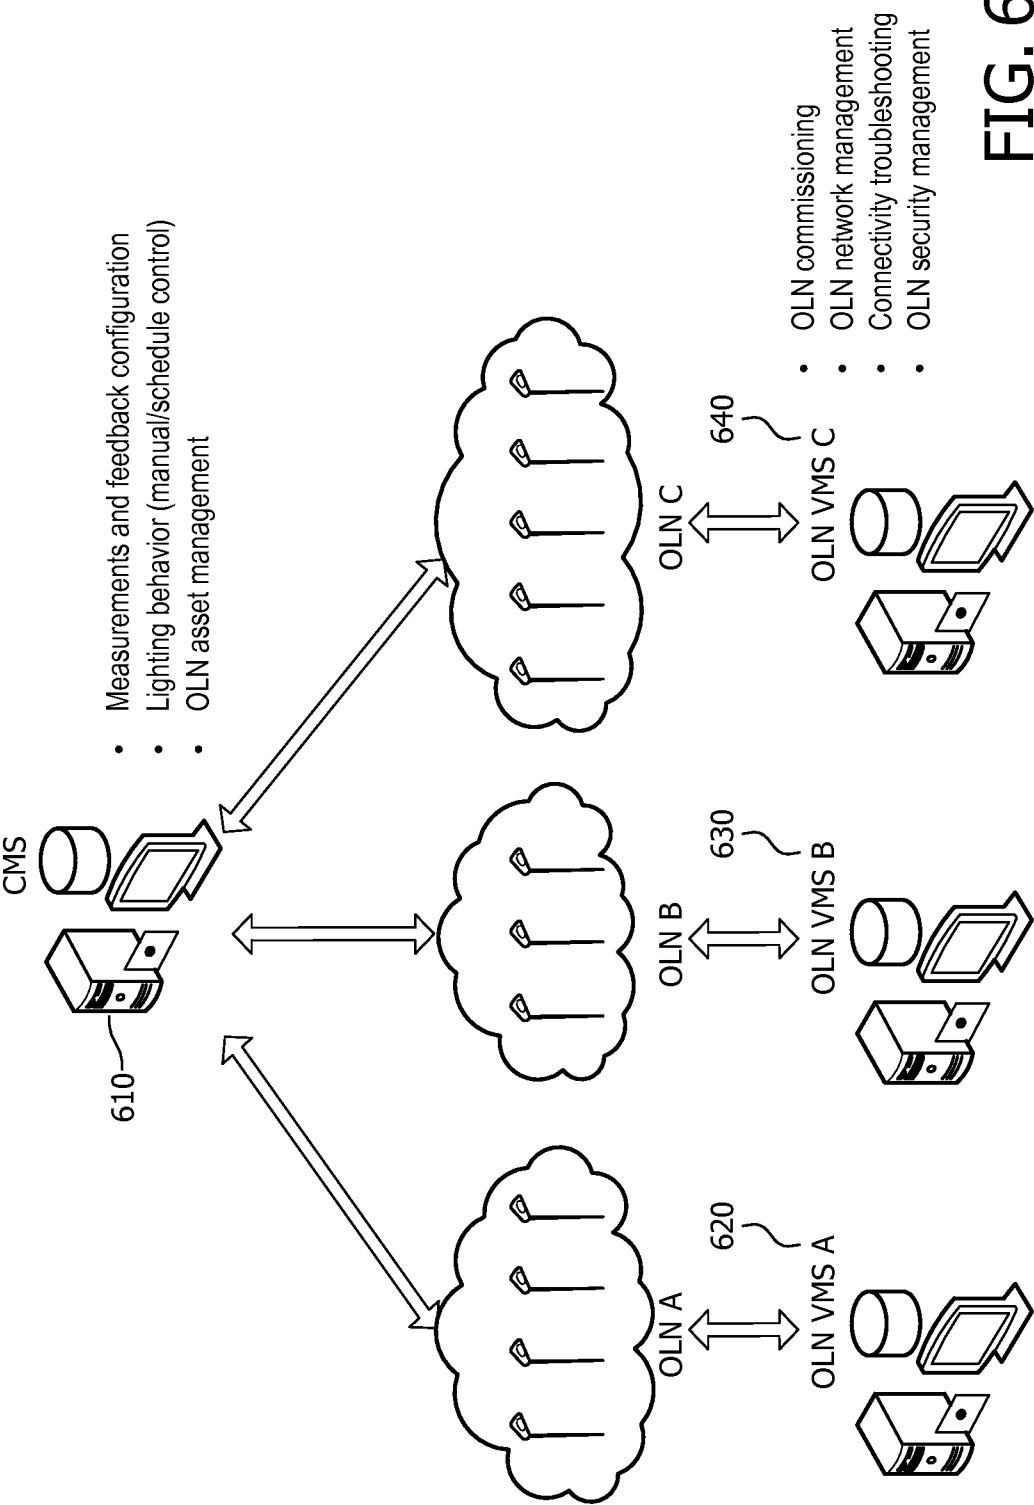 CMS
610
• Measurements and feedback configuration
• Lighting behavior (manual/schedule control)
• OLN asset management
OLN A
OLN B
OLN C
620
630
640
OLN VMS A
OLN VMS B
OLN VMS C
• OLN commissioning
• OLN network management
• Connectivity troubleshooting
• OLN security management
FIG. 6